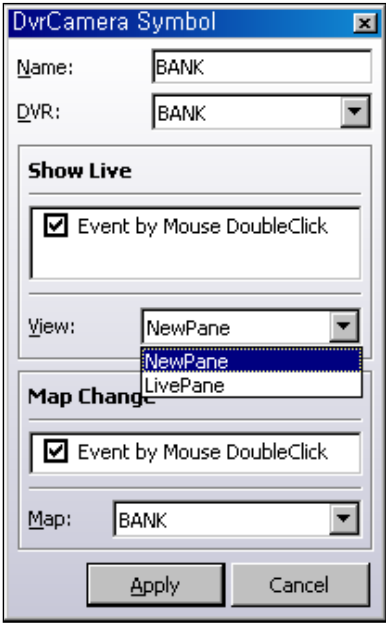 DvrCamera Symbol
Name: BANK
DVR: BANK
Show Live
Event by Mouse DoubleClick
View: NewPane
NewPane
LivePane
Map Change
Event by Mouse DoubleClick
Map: BANK
Apply Cancel